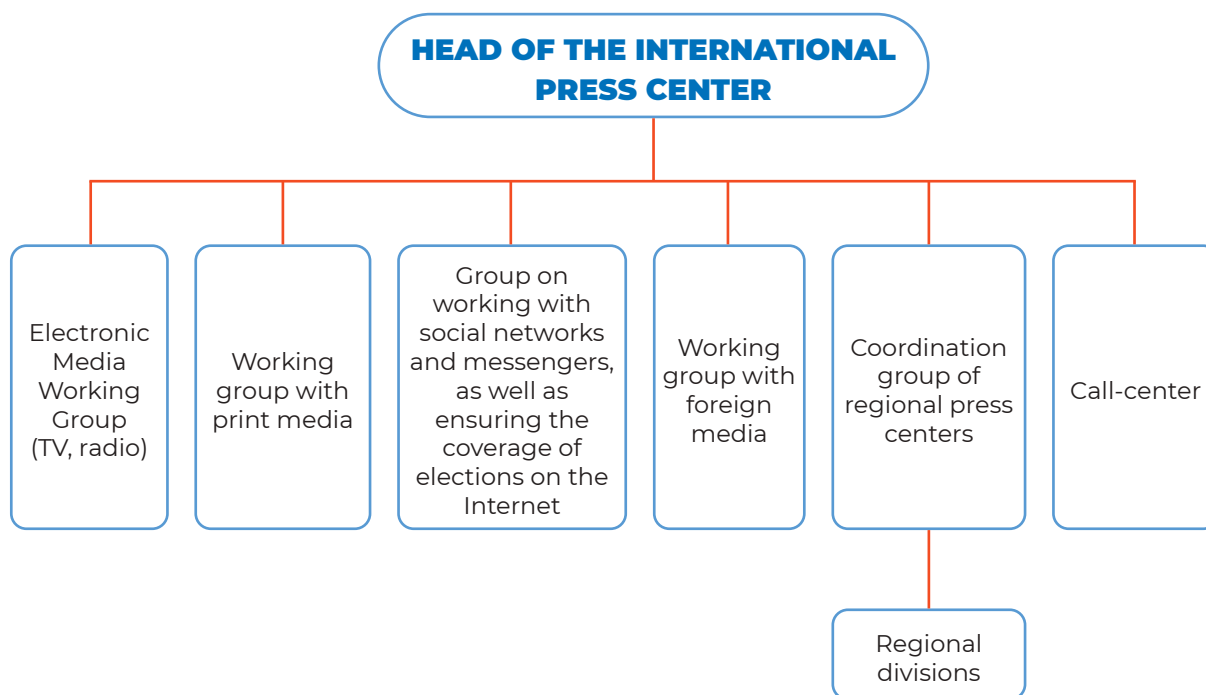 HEAD OF THE INTERNATIONAL
PRESS CENTER
Electronic
Media
Working
Group
(TV, radio)
Working
group with
print media
Group on
working with
social networks
and messengers,
as well as
ensuring the
coverage of
elections on the
Internet
Working
group with
foreign
media
Coordination
group of
regional press
centers
Call-center
Regional
divisions